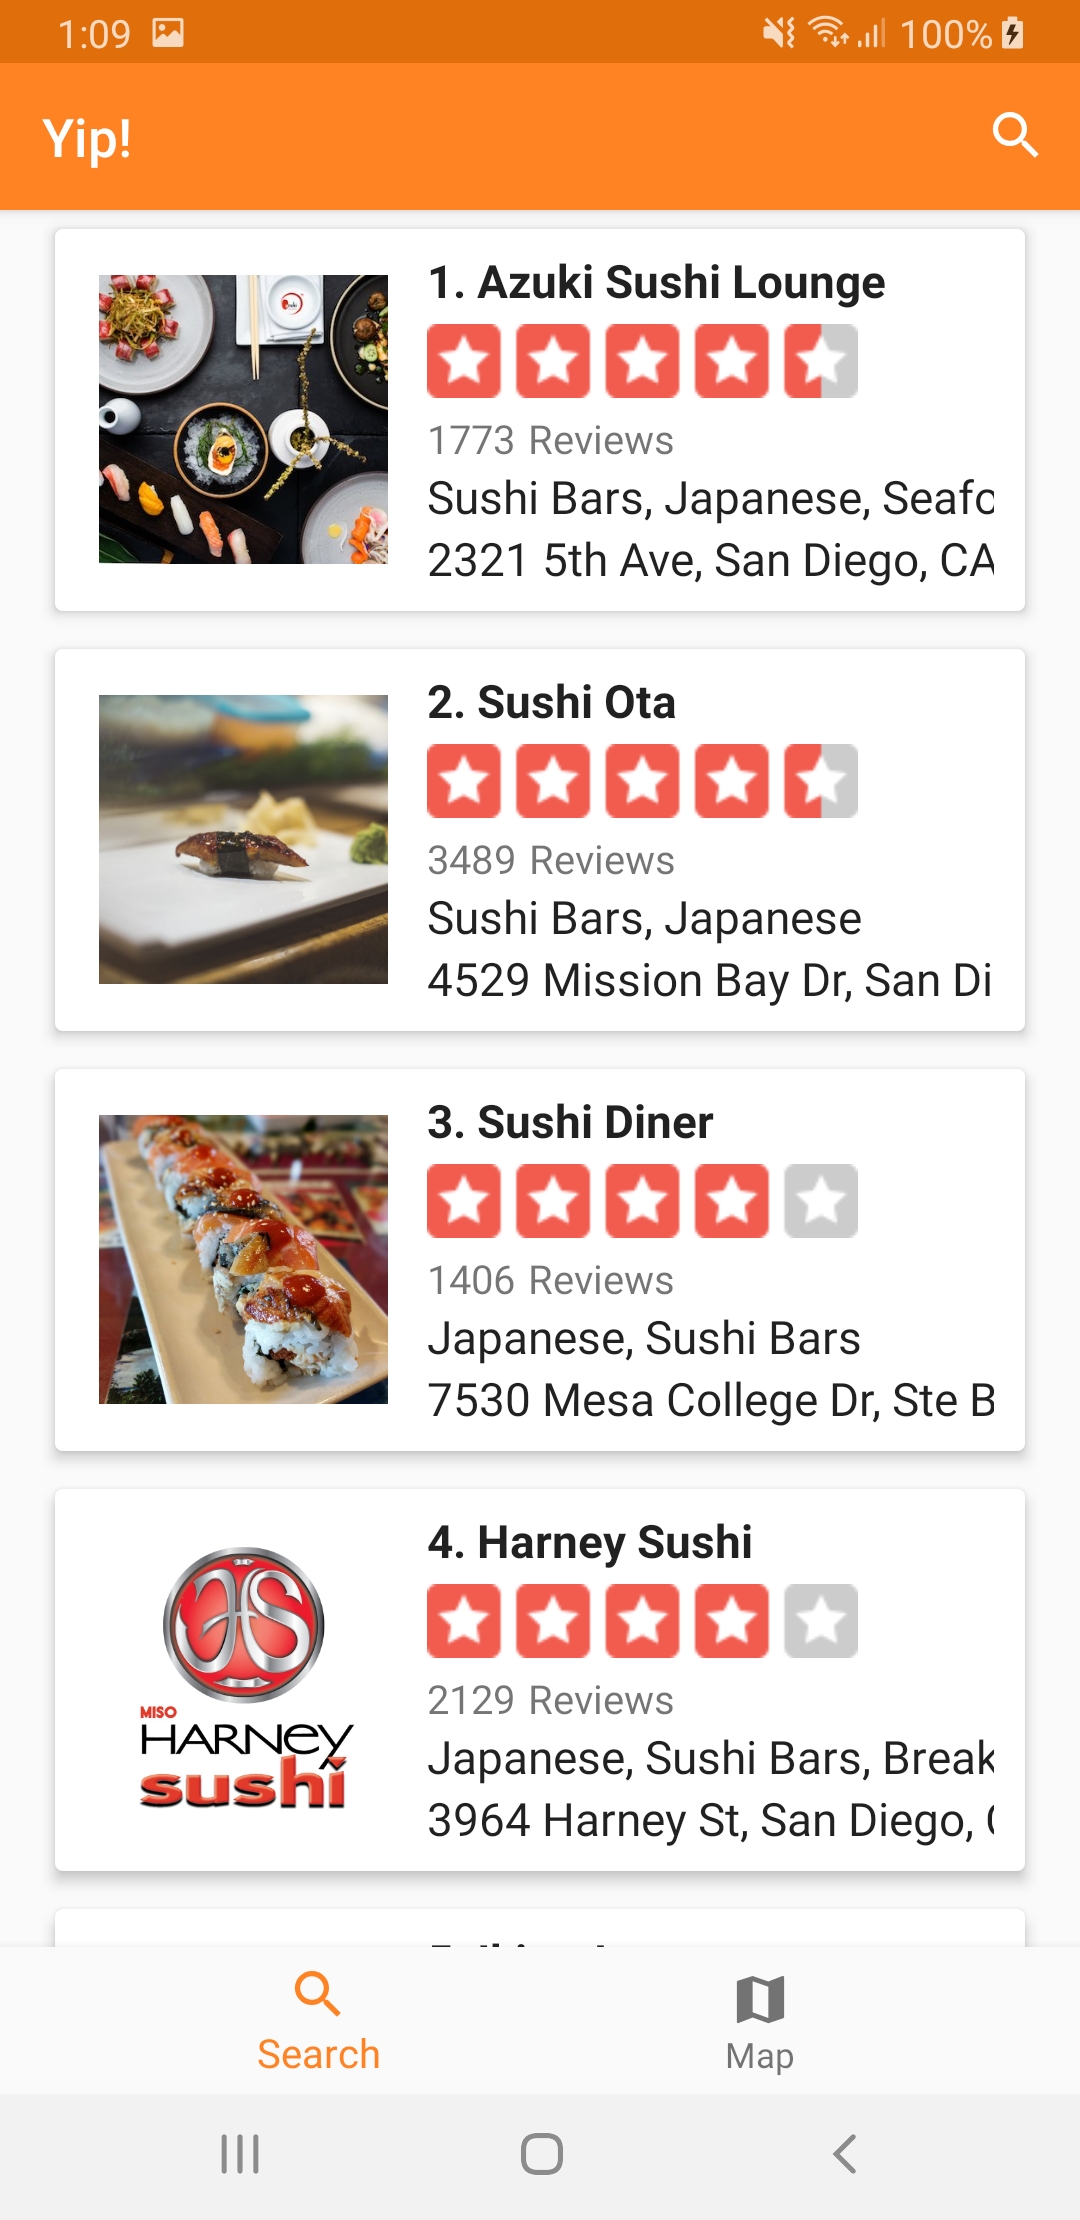 1:09 100%
Yip!
1. Azuki Sushi Lounge
1773 Reviews
Sushi Bars, Japanese, Seafo
2321 5th Ave, San Diego, CA
2. Sushi Ota
3489 Reviews
Sushi Bars, Japanese
4529 Mission Bay Dr, San Di
3. Sushi Diner
1406 Reviews
Japanese, Sushi Bars
7530 Mesa College Dr, Ste B
HS
MISO
HARNEY
sushi
4. Harney Sushi
2129 Reviews
Japanese, Sushi Bars, Break
3964 Harney St, San Diego,
Search
Map